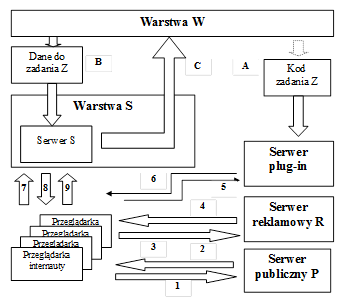 Warstwa W
Dane do
zadania Z
B
C
A
Kod
zadania Z
Warstwa S
Serwer S
Serwer
plug-in
6
5
7
8
9
4
Serwer
reklamowy R
Przeglądarka
Przeglądarka
Przeglądarka
Przeglądarka
internauty
3
2
Serwer
publiczny P
1